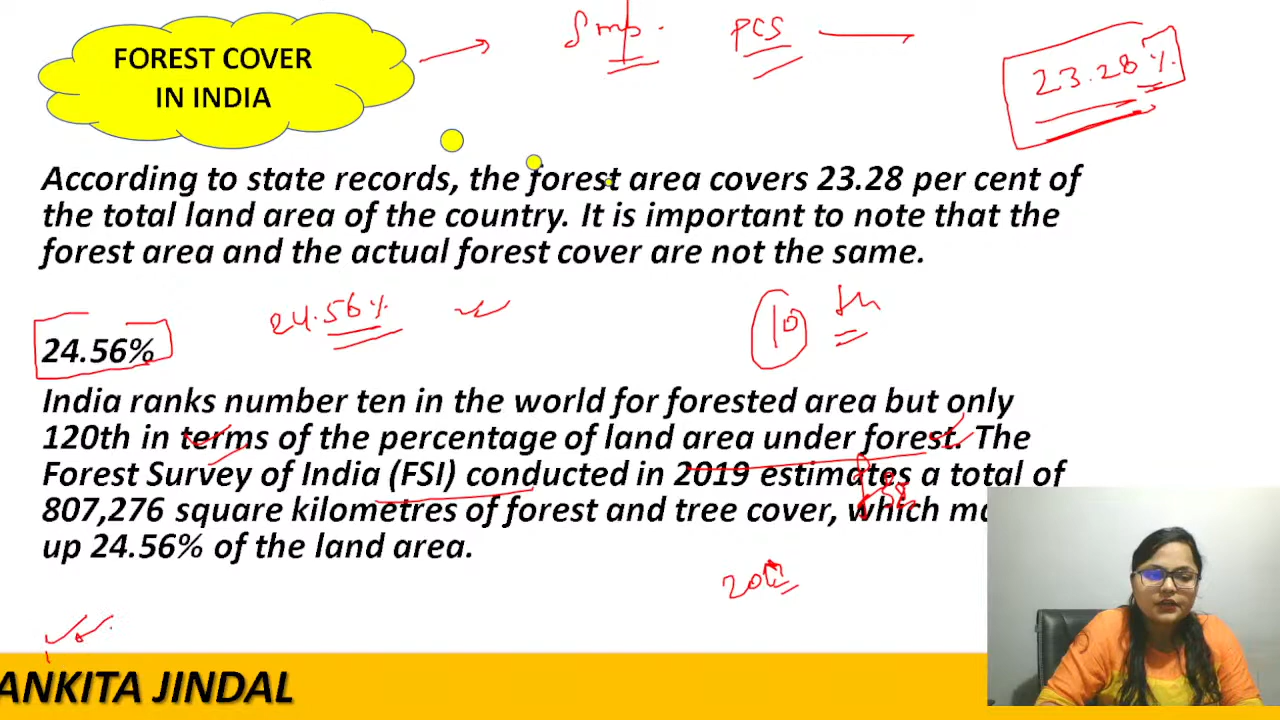 FOREST COVER
IN INDIA
Imp. PCS
23.28 %
According to state records, the forest area covers 23.28 per cent of
the total land area of the country. It is important to note that the
forest area and the actual forest cover are not the same.
24.56%
10 th
24.56%
India ranks number ten in the world for forested area but only
120th in terms of the percentage of land area under forest. The
Forest Survey of India (FSI) conducted in 2019 estimates a total of
807,276 square kilometres of forest and tree cover, which
up 24.56% of the land area.
ANKITA JINDAL